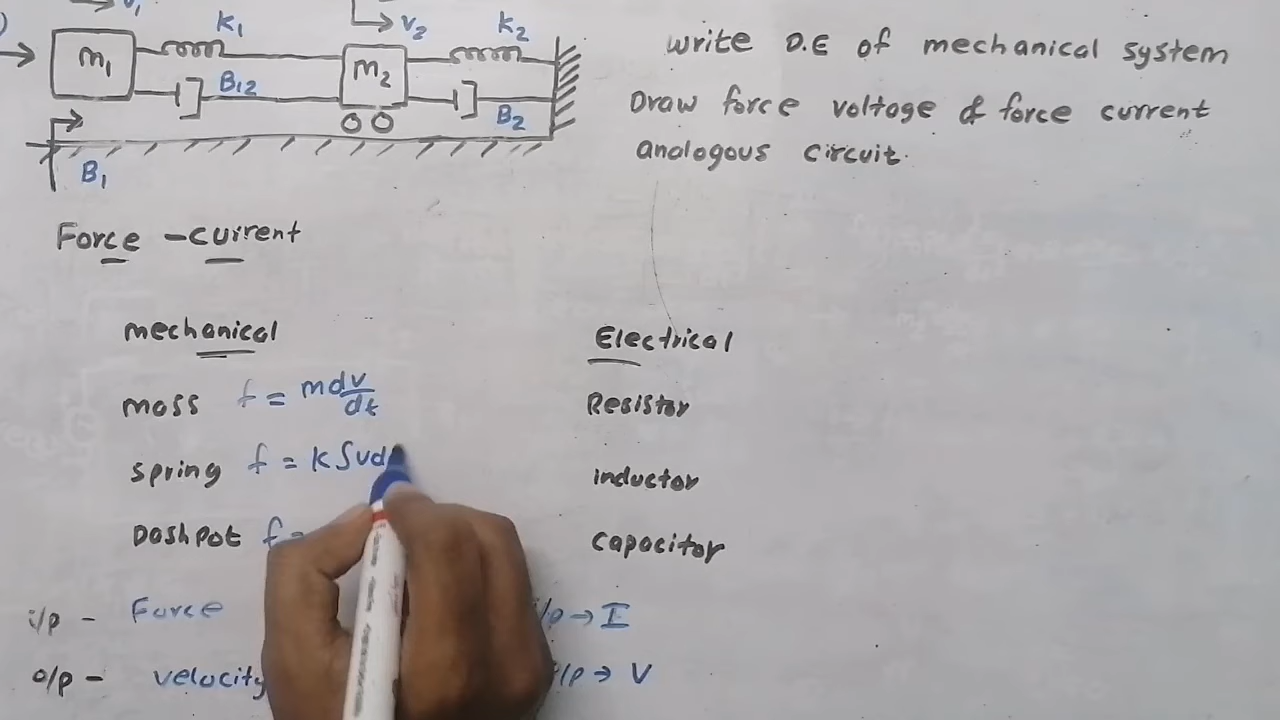 V₁
k₁
V₂
k₂
M₁
M₂
B₁₂
B₂
B₁
write D.E of mechanical system
Draw force voltage & force current
analogous circuit.
Force - current
mechanical
Electrical
mass f = mdv/dt
Resistor
spring f = k∫vd
inductor
Dashpot f =
capacitor
i/p - Force
i/p → I
o/p - velocity
/p → V